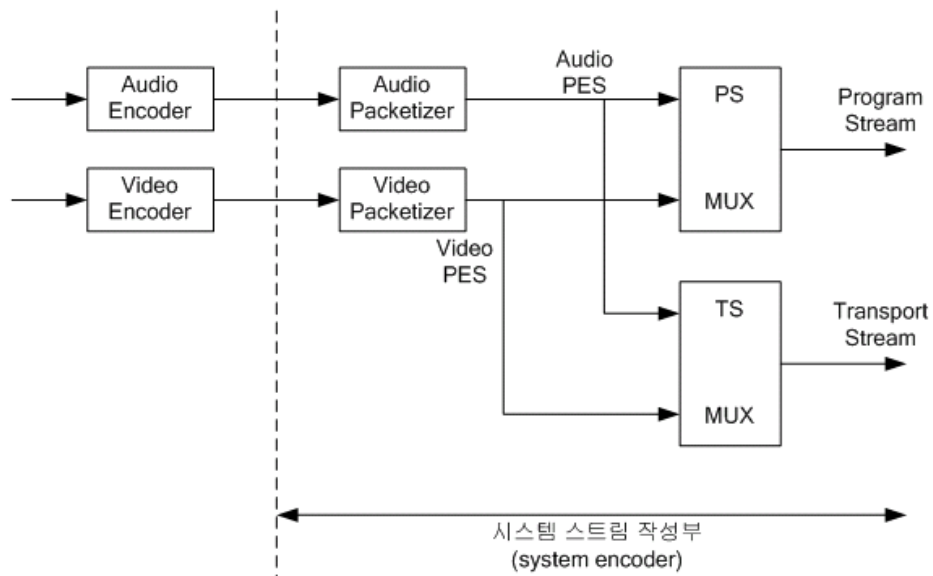 Audio
Encoder
Audio
Packetizer
Audio
PES
PS
MUX
Program
Stream
Video
Encoder
Video
Packetizer
Video
PES
TS
MUX
Transport
Stream
시스템 스트림 작성부
(system encoder)